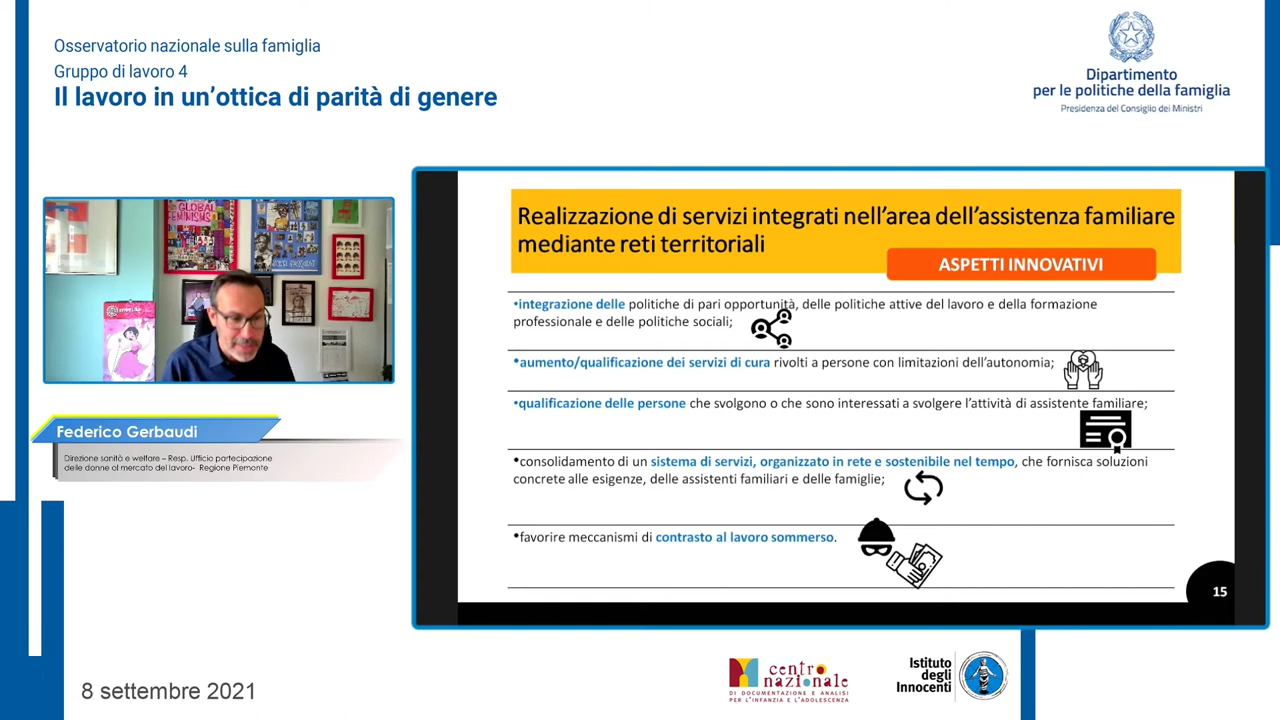 Osservatorio nazionale sulla famiglia
Gruppo di lavoro 4
Il lavoro in un’ottica di parità di genere
Dipartimento
per le politiche della famiglia
Presidenza del Consiglio dei Ministri
GLOBAL
FEMINISMS
Federico Gerbaudi
Direzione sanità e welfare – Resp. Ufficio partecipazione
delle donne al mercato del lavoro- Regione Piemonte
Realizzazione di servizi integrati nell’area dell’assistenza familiare
mediante reti territoriali
ASPETTI INNOVATIVI
•integrazione delle politiche di pari opportunità, delle politiche attive del lavoro e della formazione
professionale e delle politiche sociali;
•aumento/qualificazione dei servizi di cura rivolti a persone con limitazioni dell’autonomia;
•qualificazione delle persone che svolgono o che sono interessati a svolgere l’attività di assistente familiare;
•consolidamento di un sistema di servizi, organizzato in rete e sostenibile nel tempo, che fornisca soluzioni
concrete alle esigenze, delle assistenti familiari e delle famiglie;
•favorire meccanismi di contrasto al lavoro sommerso.
15
8 settembre 2021
centro
nazionale
DI DOCUMENTAZIONE E ANALISI
PER L'INFANZIA E L'ADOLESCENZA
Istituto
degli
Innocenti